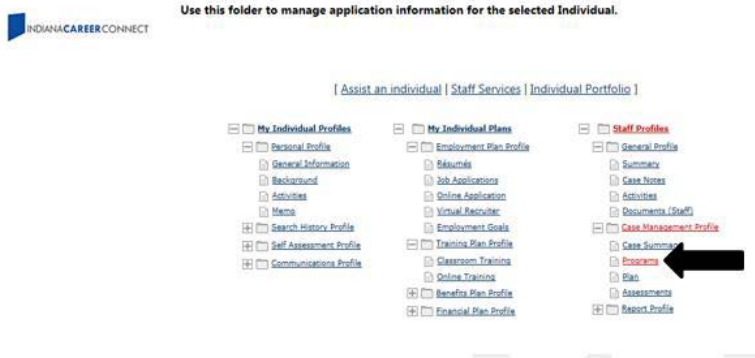 Use this folder to manage application information for the selected Individual.
INDIANACAREERCONNECT
[ Assist an individual | Staff Services | Individual Portfolio ]
My Individual Profiles
Personal Profile
General Information
Background
Activities
Memo
Search History Profile
Self Assessment Profile
Communications Profile
My Individual Plans
Employment Plan Profile
Résumés
Job Applications
Online Application
Virtual Recruiter
Employment Goals
Training Plan Profile
Classroom Training
Online Training
Benefits Plan Profile
Financial Plan Profile
Staff Profiles
General Profile
Summary
Case Notes
Activities
Documents (Staff)
Case Management Profile
Case Summary
Programs
Plan
Assessments
Report Profile